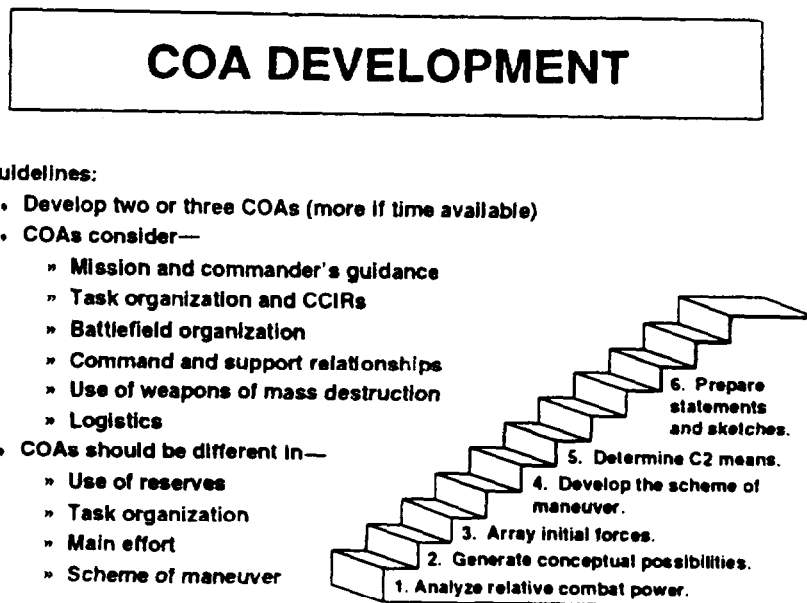 COA DEVELOPMENT
uidelines:
• Develop two or three COAs (more if time available)
• COAs consider—
» Mission and commander's guidance
» Task organization and CCIRs
» Battlefield organization
» Command and support relationships
» Use of weapons of mass destruction
» Logistics
• COAs should be different in—
» Use of reserves
» Task organization
» Main effort
» Scheme of maneuver
6. Prepare
statements
and sketches.
5. Determine C2 means.
4. Develop the scheme of
maneuver.
3. Array initial forces.
2. Generate conceptual possibilities.
1. Analyze relative combat power.